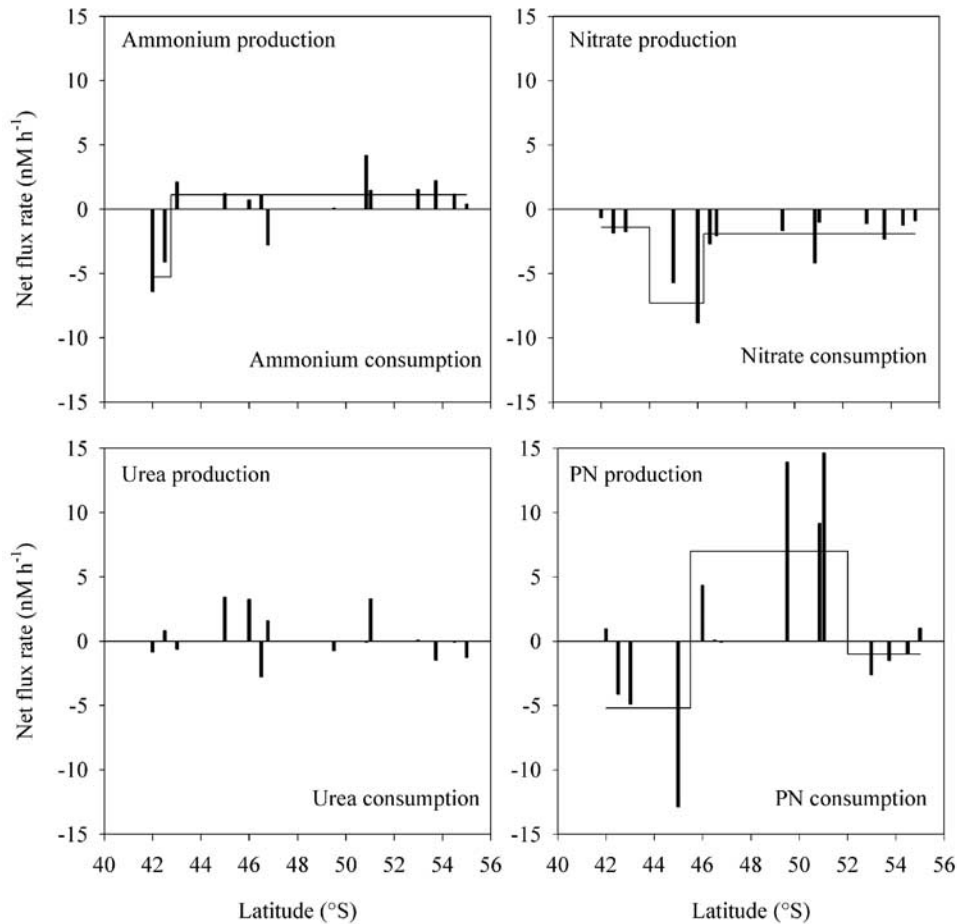 15
10
5
0
-5
-10
-15
Net flux rate (nM h-1)
Ammonium production
Ammonium consumption
15
10
5
0
-5
-10
-15
Nitrate production
Nitrate consumption
15
10
5
0
-5
-10
-15
Net flux rate (nM h-1)
Urea production
Urea consumption
40 42 44 46 48 50 52 54 56
Latitude (°S)
15
10
5
0
-5
-10
-15
PN production
PN consumption
40 42 44 46 48 50 52 54 56
Latitude (°S)